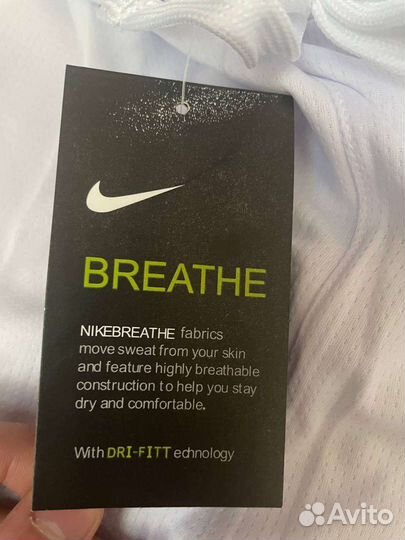 BREATHE
NIKEBREATHE fabrics
move sweat from your skin
and feature highly breathable
construction to help you stay
dry and comfortable.
With DRI-FITT echnology
Avito